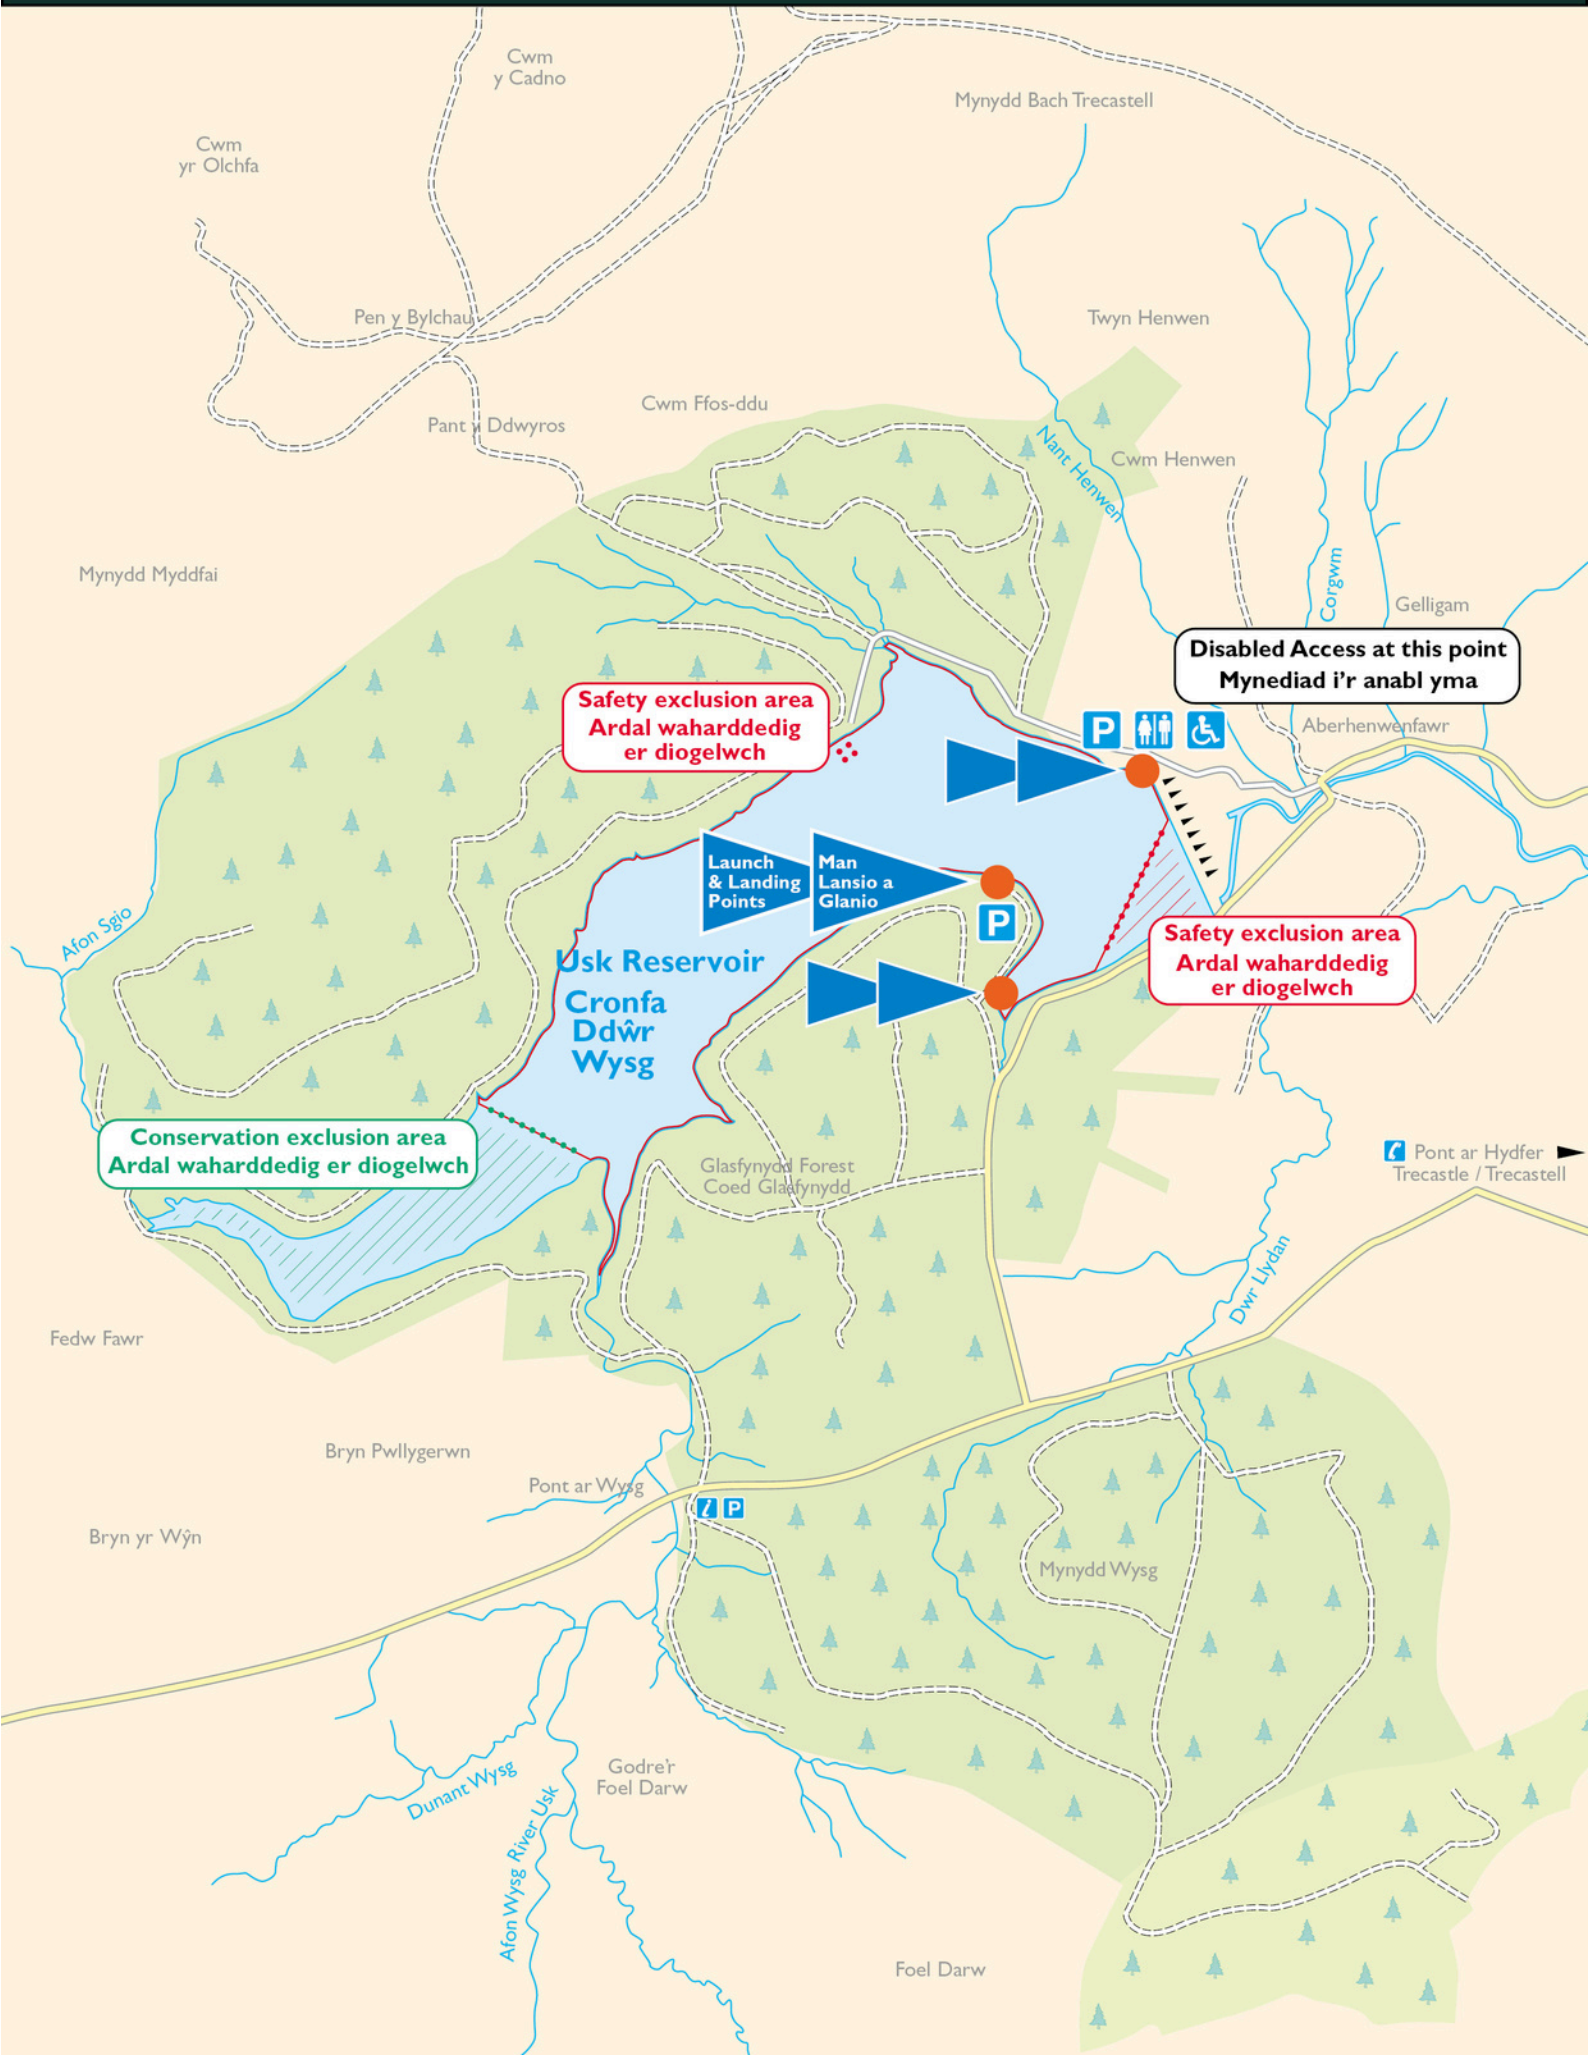 Cwm
y Cadno
Mynydd Bach Trecastell
Cwm
yr Olchfa
Pen y Bylchau
Twyn Henwen
Cwm Ffos-ddu
Pant y Ddwyros
Nant Henwen
Cwm Henwen
Mynydd Myddfai
Corgwm
Gelligam
Disabled Access at this point
Mynediad i'r anabl yma
Safety exclusion area
Ardal waharddedig
er diogelwch
P
Aberhenwenfawr
Launch
& Landing
Points
Man
Lansio a
Glanio
P
Afon Sgio
Usk Reservoir
Cronfa
Ddŵr
Wysg
Safety exclusion area
Ardal waharddedig
er diogelwch
Conservation exclusion area
Ardal waharddedig er diogelwch
Glasfynydd Forest
Coed Glasfynydd
Pont ar Hydfer
Trecastle / Trecastell
Dwr Llydan
Fedw Fawr
Bryn Pwllygerwn
Pont ar Wysg
i P
Bryn yr Wŷn
Mynydd Wysg
Dunant Wysg
Godre'r
Foel Darw
Afon Wysg River Usk
Foel Darw